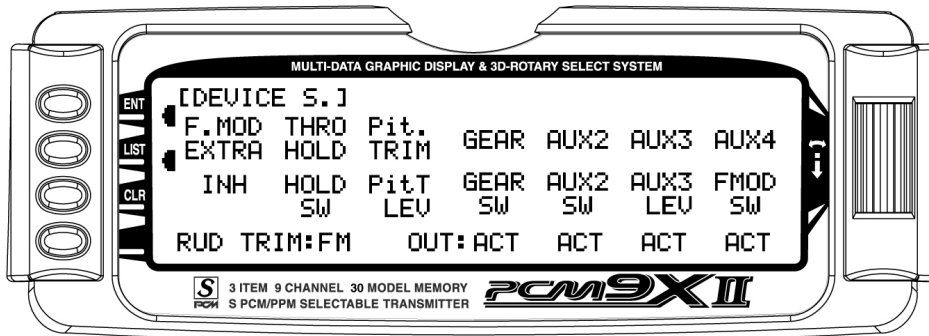 MULTI-DATA GRAPHIC DISPLAY & 3D-ROTARY SELECT SYSTEM
ENT
LIST
CLR
[DEVICE S.]
F.MOD THRO Pit.
EXTRA HOLD TRIM GEAR AUX2 AUX3 AUX4
INH HOLD PitT GEAR AUX2 AUX3 FMOD
SW LEV SW SW LEV SW
RUD TRIM:FM OUT:ACT ACT ACT ACT
S PCM
3 ITEM 9 CHANNEL 30 MODEL MEMORY
S PCM/PPM SELECTABLE TRANSMITTER
PCM9X II